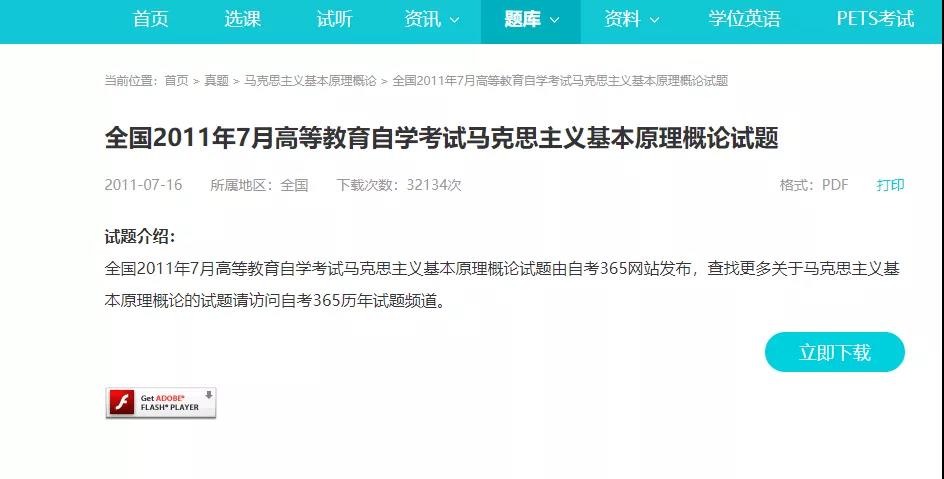 首页 选课 试听 资讯 题库 资料 学位英语 PETS考试
当前位置：首页 > 真题 > 马克思主义基本原理概论 > 全国2011年7月高等教育自学考试马克思主义基本原理概论试题
全国2011年7月高等教育自学考试马克思主义基本原理概论试题
2011-07-16 所属地区：全国 下载次数：32134次 格式：PDF 打印
试题介绍：
全国2011年7月高等教育自学考试马克思主义基本原理概论试题由自考365网站发布，查找更多关于马克思主义基
本原理概论的试题请访问自考365历年试题频道。
立即下载
Get ADOBE®
FLASH® PLAYER